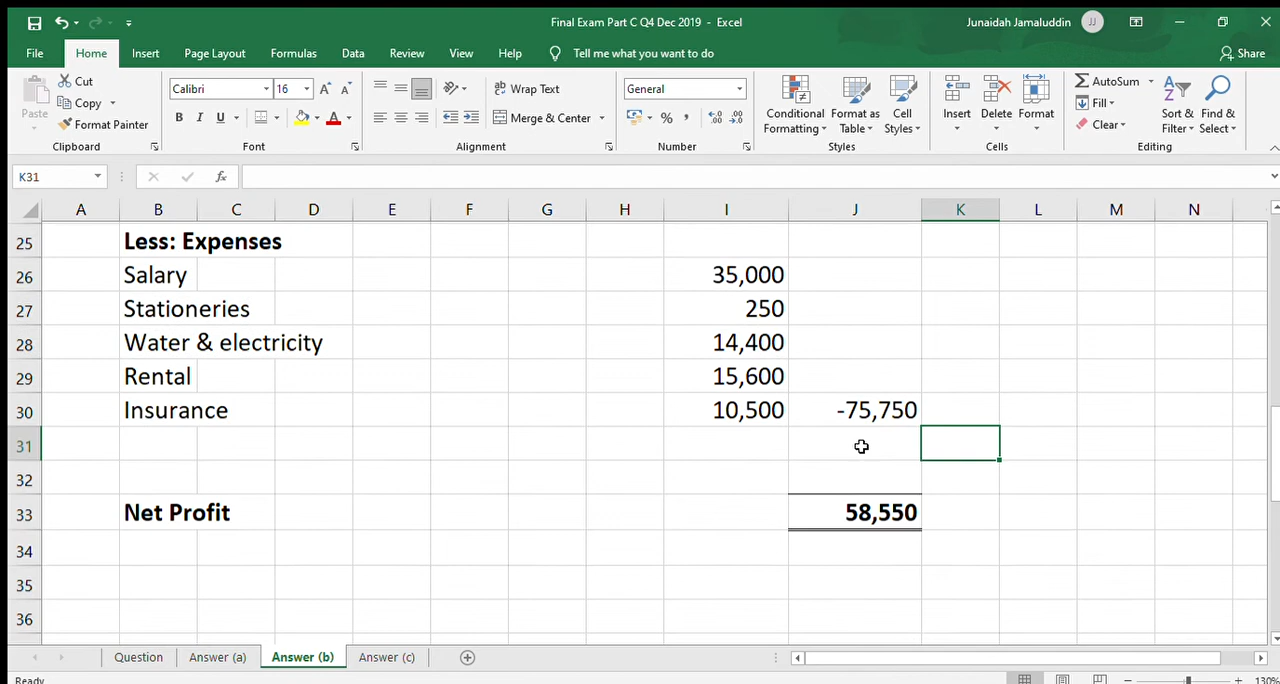 Final Exam Part C Q4 Dec 2019 - Excel
Junaidah Jamaluddin JJ
File Home Insert Page Layout Formulas Data Review View Help Tell me what you want to do Share
Paste Cut
Copy
Format Painter
Clipboard
Calibri 16 A A
B I U A
Font
Wrap Text
Merge & Center
Alignment
General
% ,
Number
Conditional Formatting
Format as Table
Cell Styles
Styles
Insert Delete Format
Cells
AutoSum
Fill
Clear
Sort & Filter
Find & Select
Editing
K31 fx
A B C D E F G H I J K L M N
25 Less: Expenses
26 Salary 35,000
27 Stationeries 250
28 Water & electricity 14,400
29 Rental 15,600
30 Insurance 10,500 -75,750
31
32
33 Net Profit 58,550
34
35
36
Question Answer (a) Answer (b) Answer (c)
Ready 130%